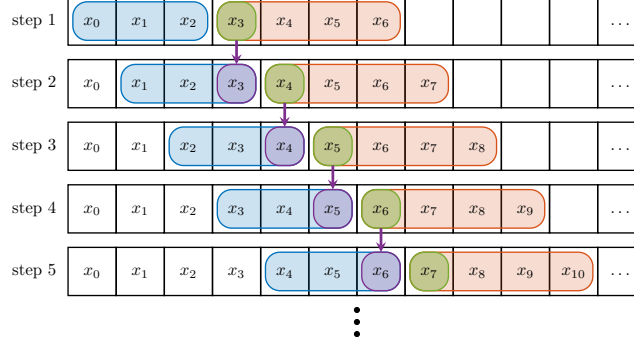 step 1 x₀ x₁ x₂ x₃ x₄ x₅ x₆ ...
step 2 x₀ x₁ x₂ x₃ x₄ x₅ x₆ x₇ ...
step 3 x₀ x₁ x₂ x₃ x₄ x₅ x₆ x₇ x₈ ...
step 4 x₀ x₁ x₂ x₃ x₄ x₅ x₆ x₇ x₈ x₉ ...
step 5 x₀ x₁ x₂ x₃ x₄ x₅ x₆ x₇ x₈ x₉ x₁₀ ...